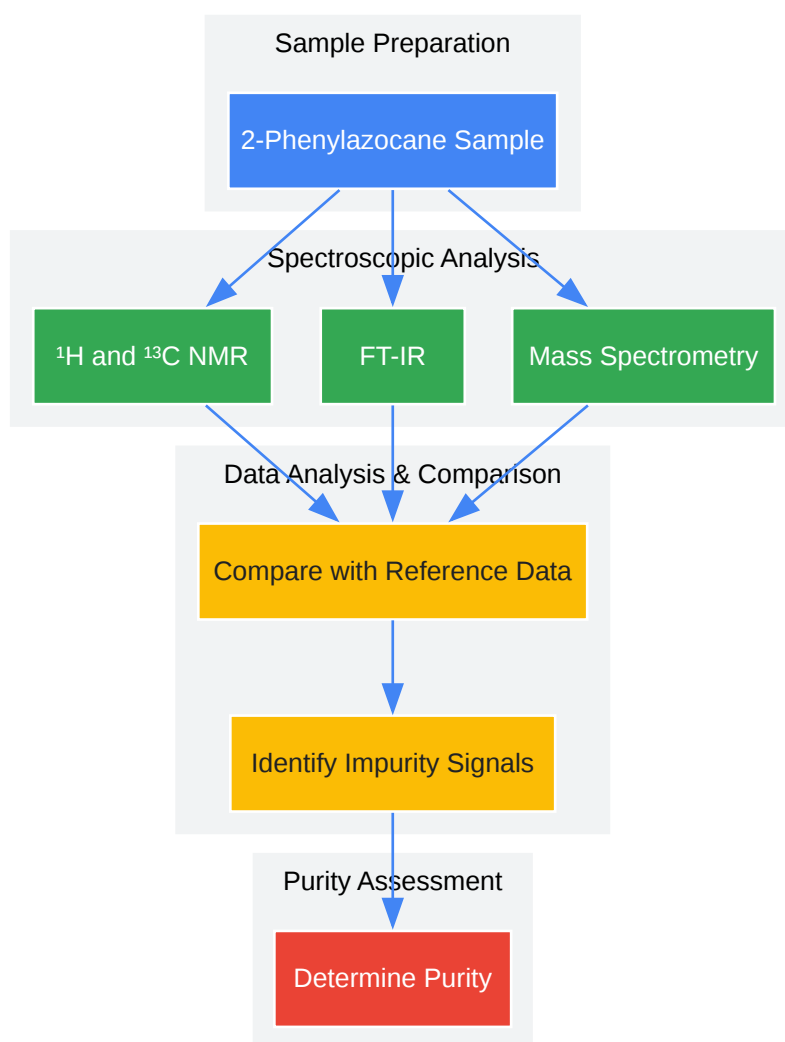 Sample Preparation
2-Phenylazocane Sample
Spectroscopic Analysis
¹H and ¹³C NMR
FT-IR
Mass Spectrometry
Data Analysis & Comparison
Compare with Reference Data
Identify Impurity Signals
Purity Assessment
Determine Purity